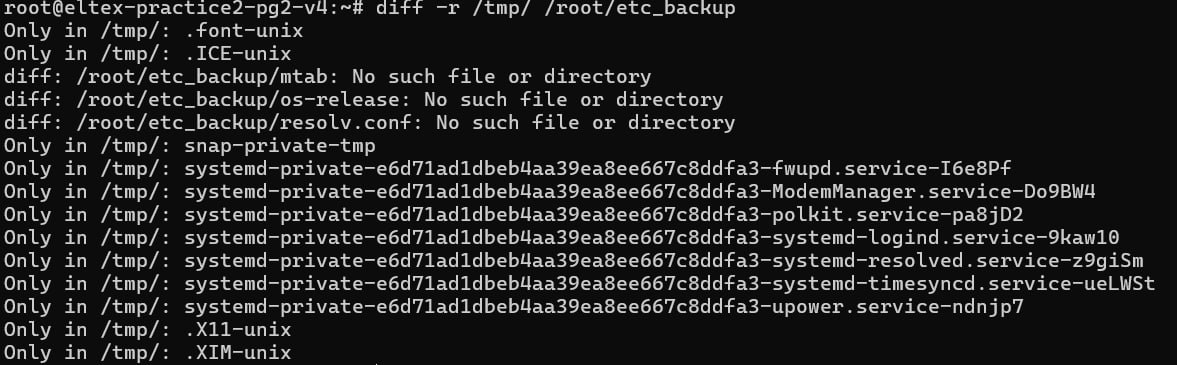 root@eltex-practice2-pg2-v4:~# diff -r /tmp/ /root/etc_backup
Only in /tmp/: .font-unix
Only in /tmp/: .ICE-unix
diff: /root/etc_backup/mtab: No such file or directory
diff: /root/etc_backup/os-release: No such file or directory
diff: /root/etc_backup/resolv.conf: No such file or directory
Only in /tmp/: snap-private-tmp
Only in /tmp/: systemd-private-e6d71ad1dbeb4aa39ea8ee667c8ddfa3-fwupd.service-I6e8Pf
Only in /tmp/: systemd-private-e6d71ad1dbeb4aa39ea8ee667c8ddfa3-ModemManager.service-Do9BW4
Only in /tmp/: systemd-private-e6d71ad1dbeb4aa39ea8ee667c8ddfa3-polkit.service-pa8jD2
Only in /tmp/: systemd-private-e6d71ad1dbeb4aa39ea8ee667c8ddfa3-systemd-logind.service-9kaw10
Only in /tmp/: systemd-private-e6d71ad1dbeb4aa39ea8ee667c8ddfa3-systemd-resolved.service-z9giSm
Only in /tmp/: systemd-private-e6d71ad1dbeb4aa39ea8ee667c8ddfa3-systemd-timesyncd.service-ueLWSt
Only in /tmp/: systemd-private-e6d71ad1dbeb4aa39ea8ee667c8ddfa3-upower.service-ndnjp7
Only in /tmp/: .X11-unix
Only in /tmp/: .XIM-unix